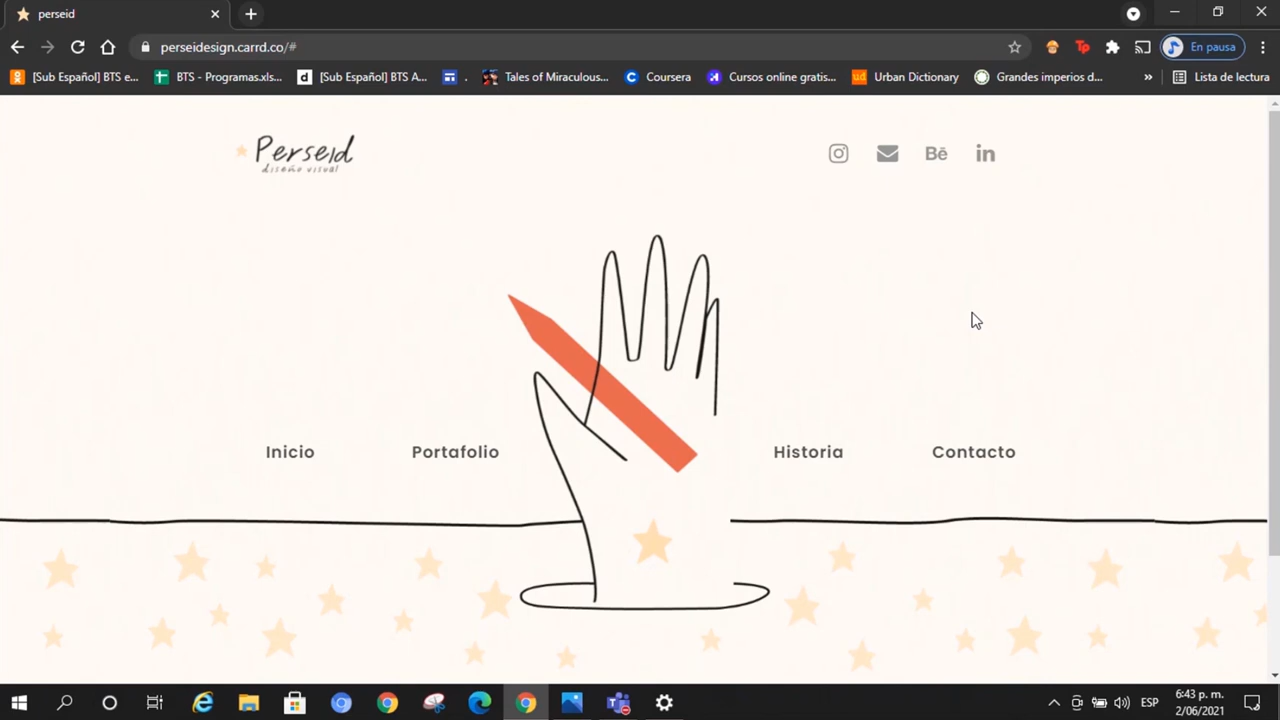 perseid
perseidesign.carrd.co/#
En pausa
[Sub Español] BTS e...
BTS - Programas.xls...
[Sub Español] BTS A...
.
Tales of Miraculous...
Coursera
Cursos online gratis...
Urban Dictionary
Grandes imperios d...
»
Lista de lectura
Perseid
diseño visual
Bē
in
Inicio
Portafolio
Historia
Contacto
ESP
6:43 p. m.
2/06/2021